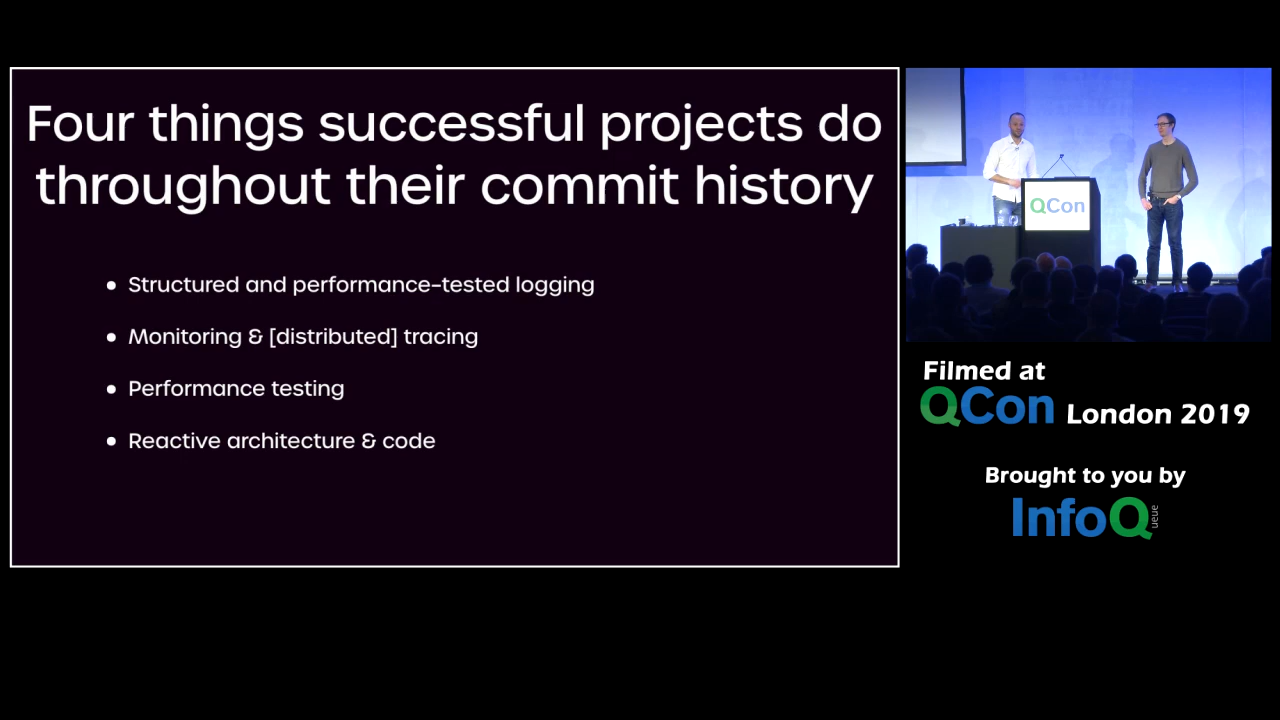 Four things successful projects do
throughout their commit history
• Structured and performance-tested logging
• Monitoring & [distributed] tracing
• Performance testing
• Reactive architecture & code
QCon
Filmed at
QCon London 2019
Brought to you by
InfoQueue